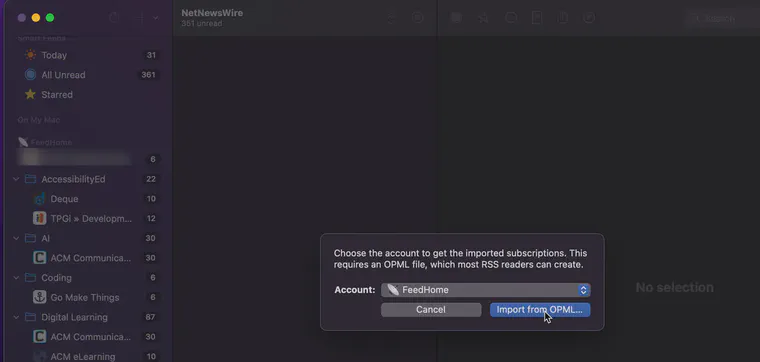 NetNewsWire
361 unread
Search
Smart Feeds
Today 31
All Unread 361
Starred
On My Mac
FeedHome
6
AccessibilityEd 22
Deque 10
TPGi » Developm... 12
AI 30
ACM Communica... 30
Coding 6
Go Make Things 6
Digital Learning 87
ACM Communica... 30
ACM eLearning 10
Choose the account to get the imported subscriptions. This
requires an OPML file, which most RSS readers can create.
Account: FeedHome
Cancel Import from OPML...
No selection